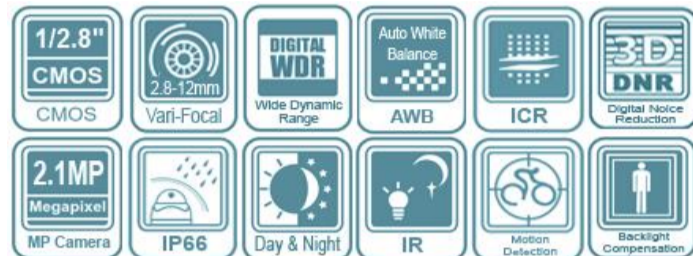 1/2.8"
CMOS
CMOS
2.8-12mm
Vari-Focal
DIGITAL
WDR
Wide Dynamic
Range
Auto White
Balance
AWB
ICR
3D
DNR
Digital Noice
Reduction
2.1MP
Megapixel
MP Camera
IP66
Day & Night
IR
Motion
Detection
Backlight
Compensation